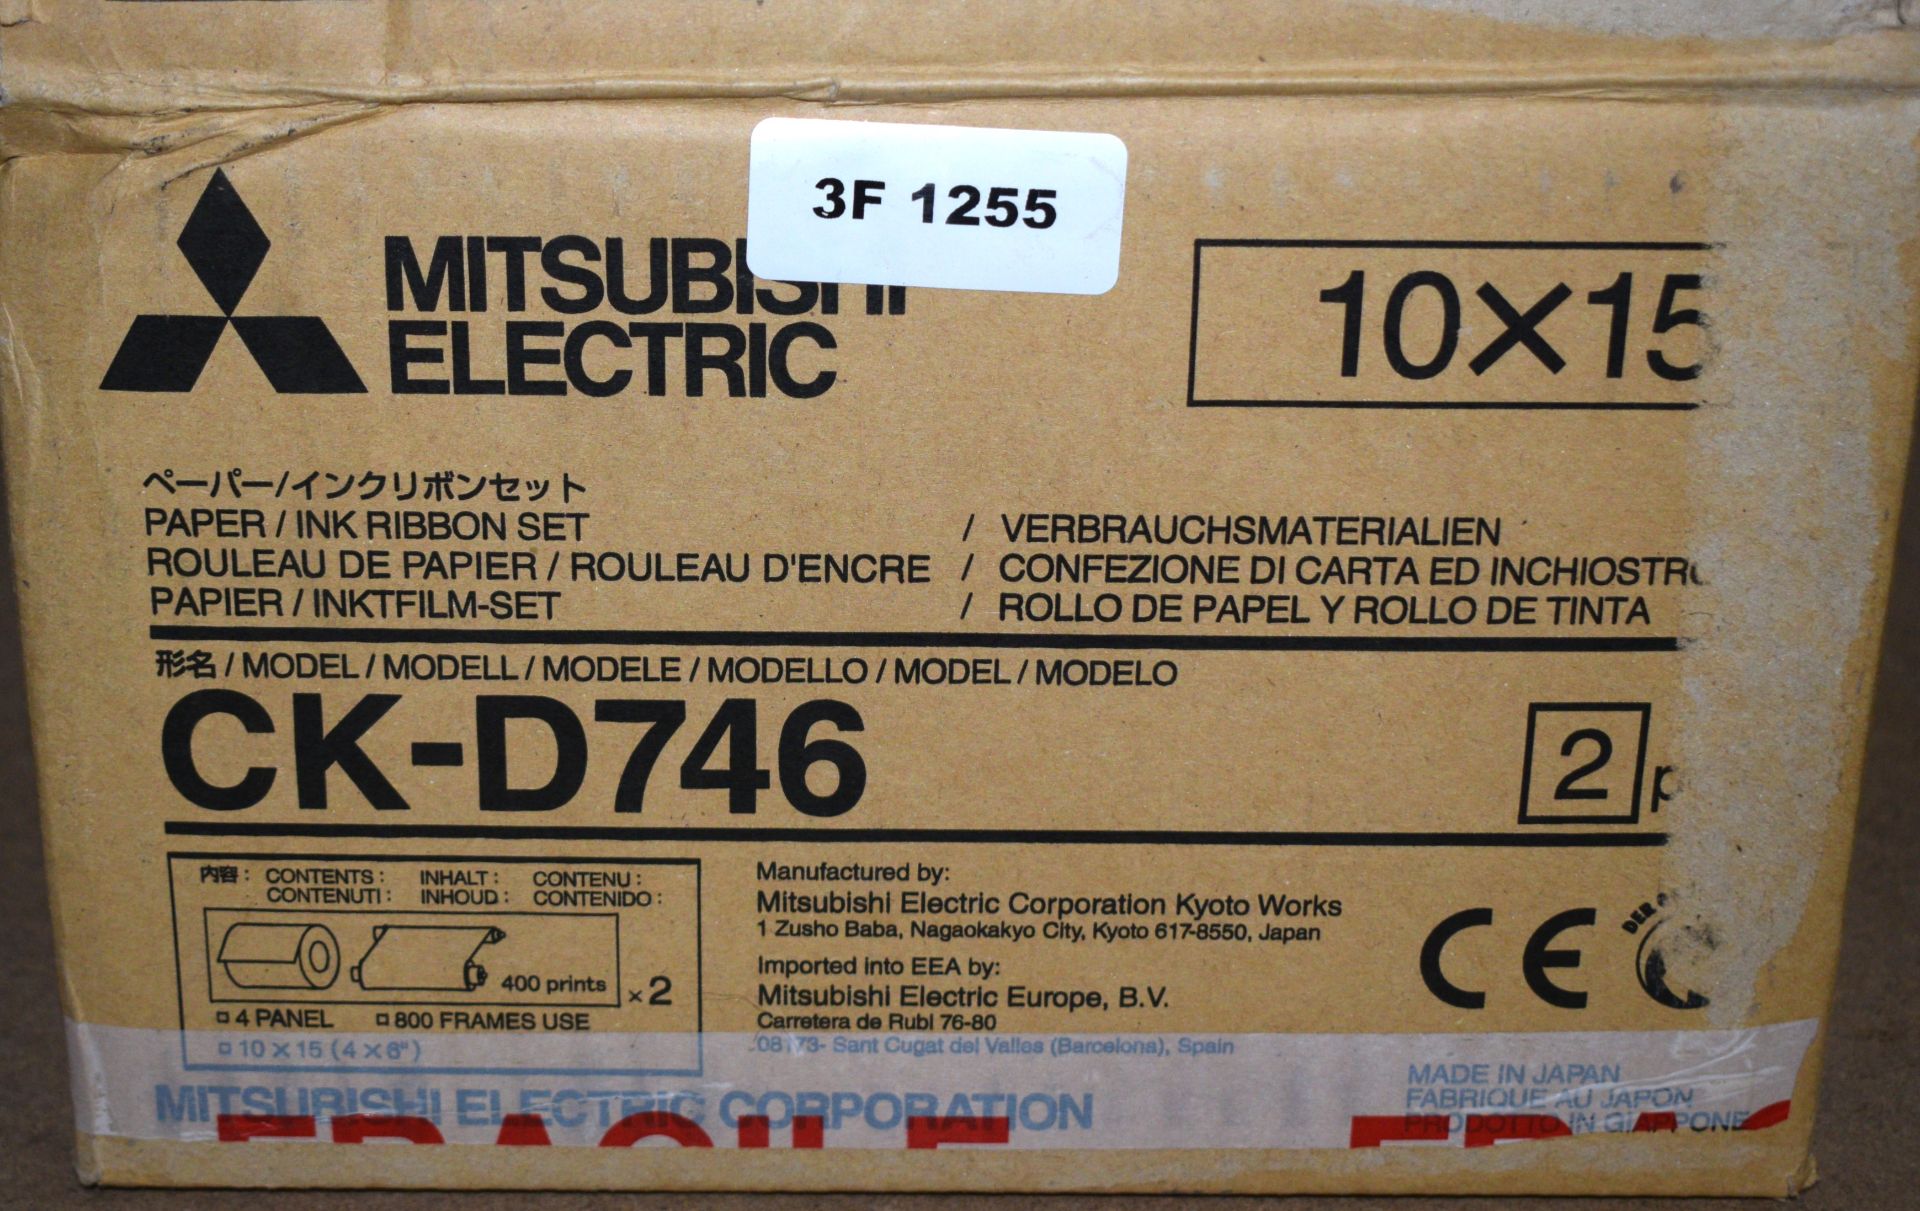 3F 1255
MITSUBISHI
ELECTRIC
10×15
ペーパー/インクリボンセット
PAPER / INK RIBBON SET / VERBRAUCHSMATERIALIEN
ROULEAU DE PAPIER / ROULEAU D'ENCRE / CONFEZIONE DI CARTA ED INCHIOSTRO
PAPIER / INKTFILM-SET / ROLLO DE PAPEL Y ROLLO DE TINTA
形名 / MODEL / MODELL / MODELE / MODELLO / MODEL / MODELO
CK-D746
2 p
内容 : CONTENTS : INHALT : CONTENU :
CONTENUTI : INHOUD : CONTENIDO :
400 prints ×2
4 PANEL 800 FRAMES USE
10 × 15 (4 × 6")
Manufactured by:
Mitsubishi Electric Corporation Kyoto Works
1 Zusho Baba, Nagaokakyo City, Kyoto 617-8550, Japan
Imported into EEA by:
Mitsubishi Electric Europe, B.V.
Carretera de Rubi 76-80
08173- Sant Cugat del Valles (Barcelona), Spain
CE
DER
MITSUBISHI ELECTRIC CORPORATION
MADE IN JAPAN
FABRIQUE AU JAPON
PRODOTTO IN GIAPPONE
FRAGILE